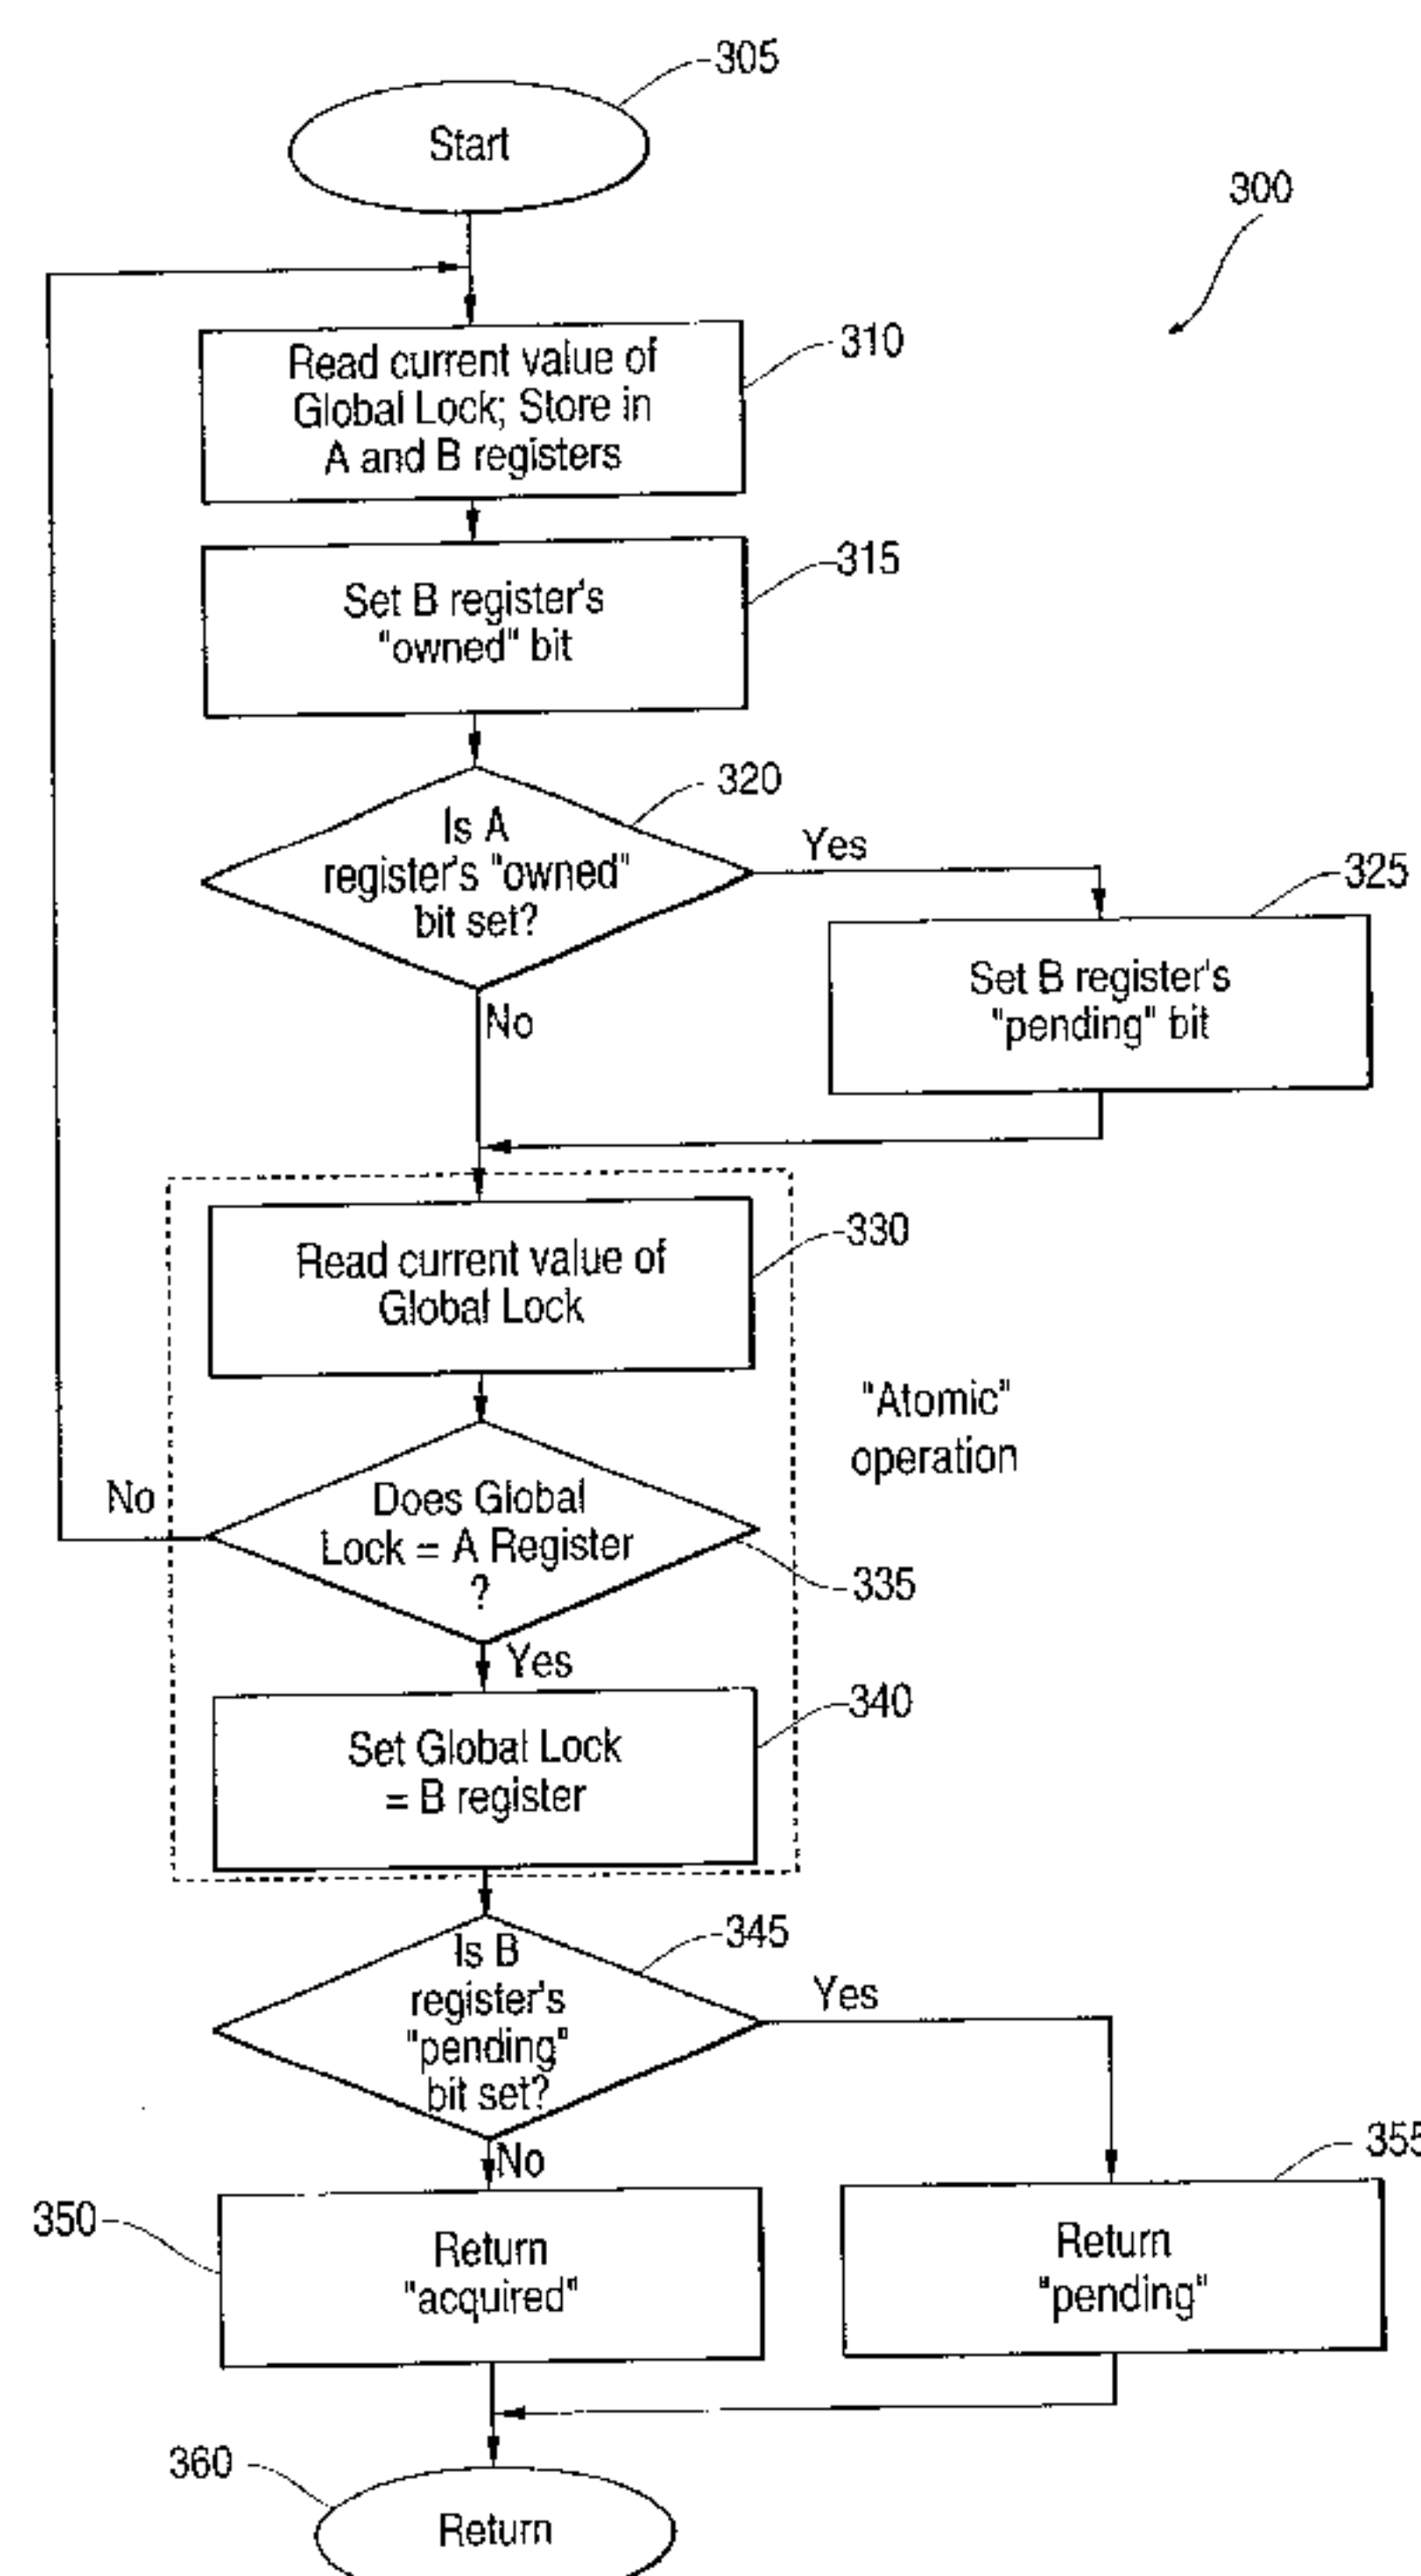 305
Start
300
310
Read current value of
Global Lock; Store in
A and B registers
315
Set B register's
"owned" bit
320
Is A
register's "owned"
bit set?
Yes
325
Set B register's
"pending" bit
No
330
Read current value of
Global Lock
"Atomic"
operation
No
Does Global
Lock = A Register
?
335
Yes
340
Set Global Lock
= B register
345
Is B
register's
"pending"
bit set?
Yes
No
355
350
Return
"acquired"
Return
"pending"
360
Return